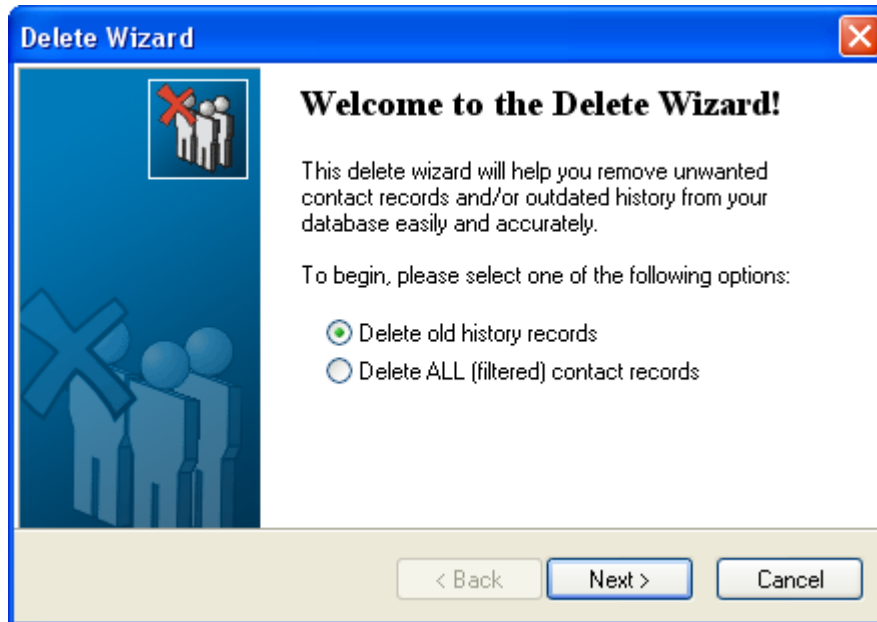 Delete Wizard
Welcome to the Delete Wizard!
This delete wizard will help you remove unwanted
contact records and/or outdated history from your
database easily and accurately.
To begin, please select one of the following options:
Delete old history records
Delete ALL (filtered) contact records
< Back
Next >
Cancel